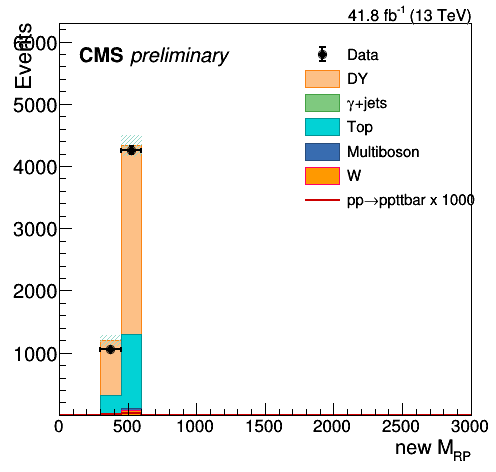 41.8 fb⁻¹ (13 TeV)
Events
CMS preliminary
Data
DY
γ+jets
Top
Multiboson
W
pp→ppttbar x 1000
6000
5000
4000
3000
2000
1000
0 500 1000 1500 2000 2500 3000
new M_RP